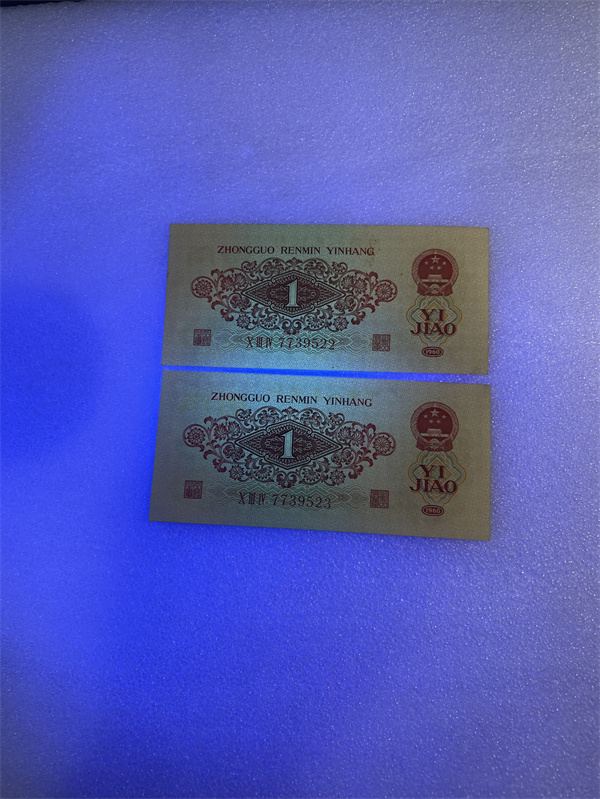 ZHONGGUO RENMIN YINHANG
1
YI
JIAO
X III IV 7739522
1960
ZHONGGUO RENMIN YINHANG
1
YI
JIAO
X III IV 7739523
1960